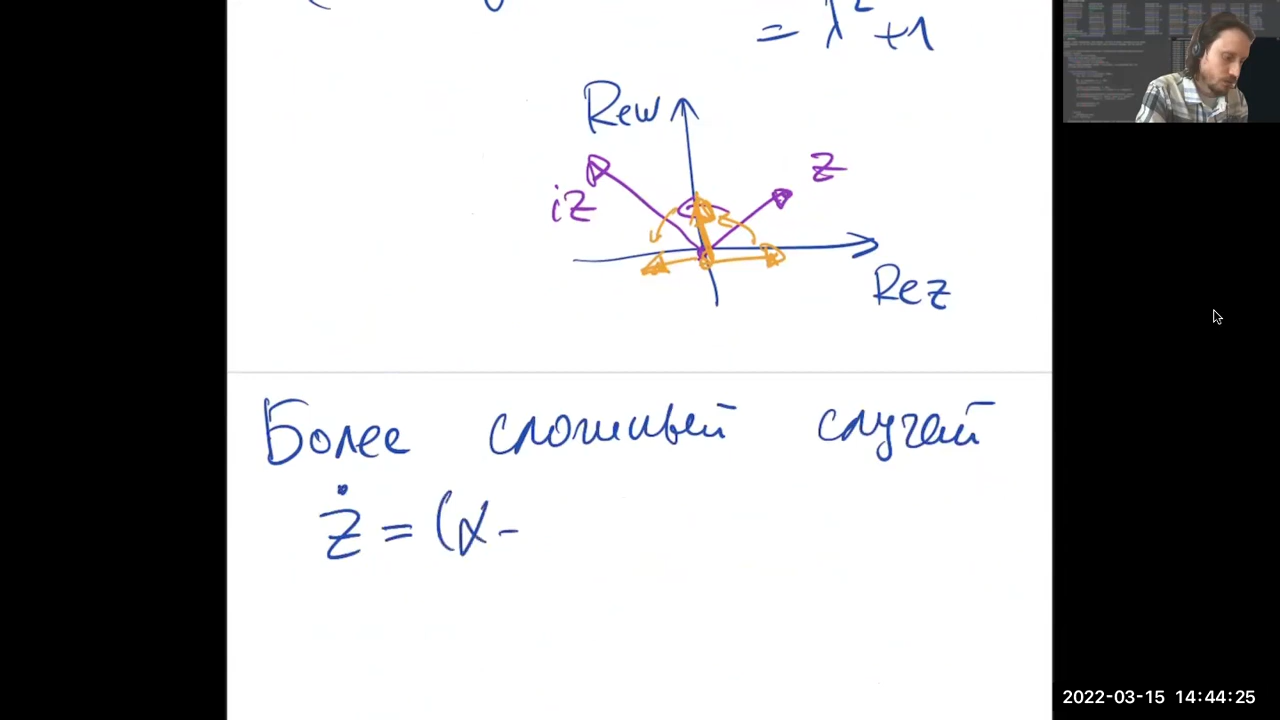 = λ² + 1
Re w
z
iz
Re z
Более сложный случай
ż = (α -
2022-03-15 14:44:25